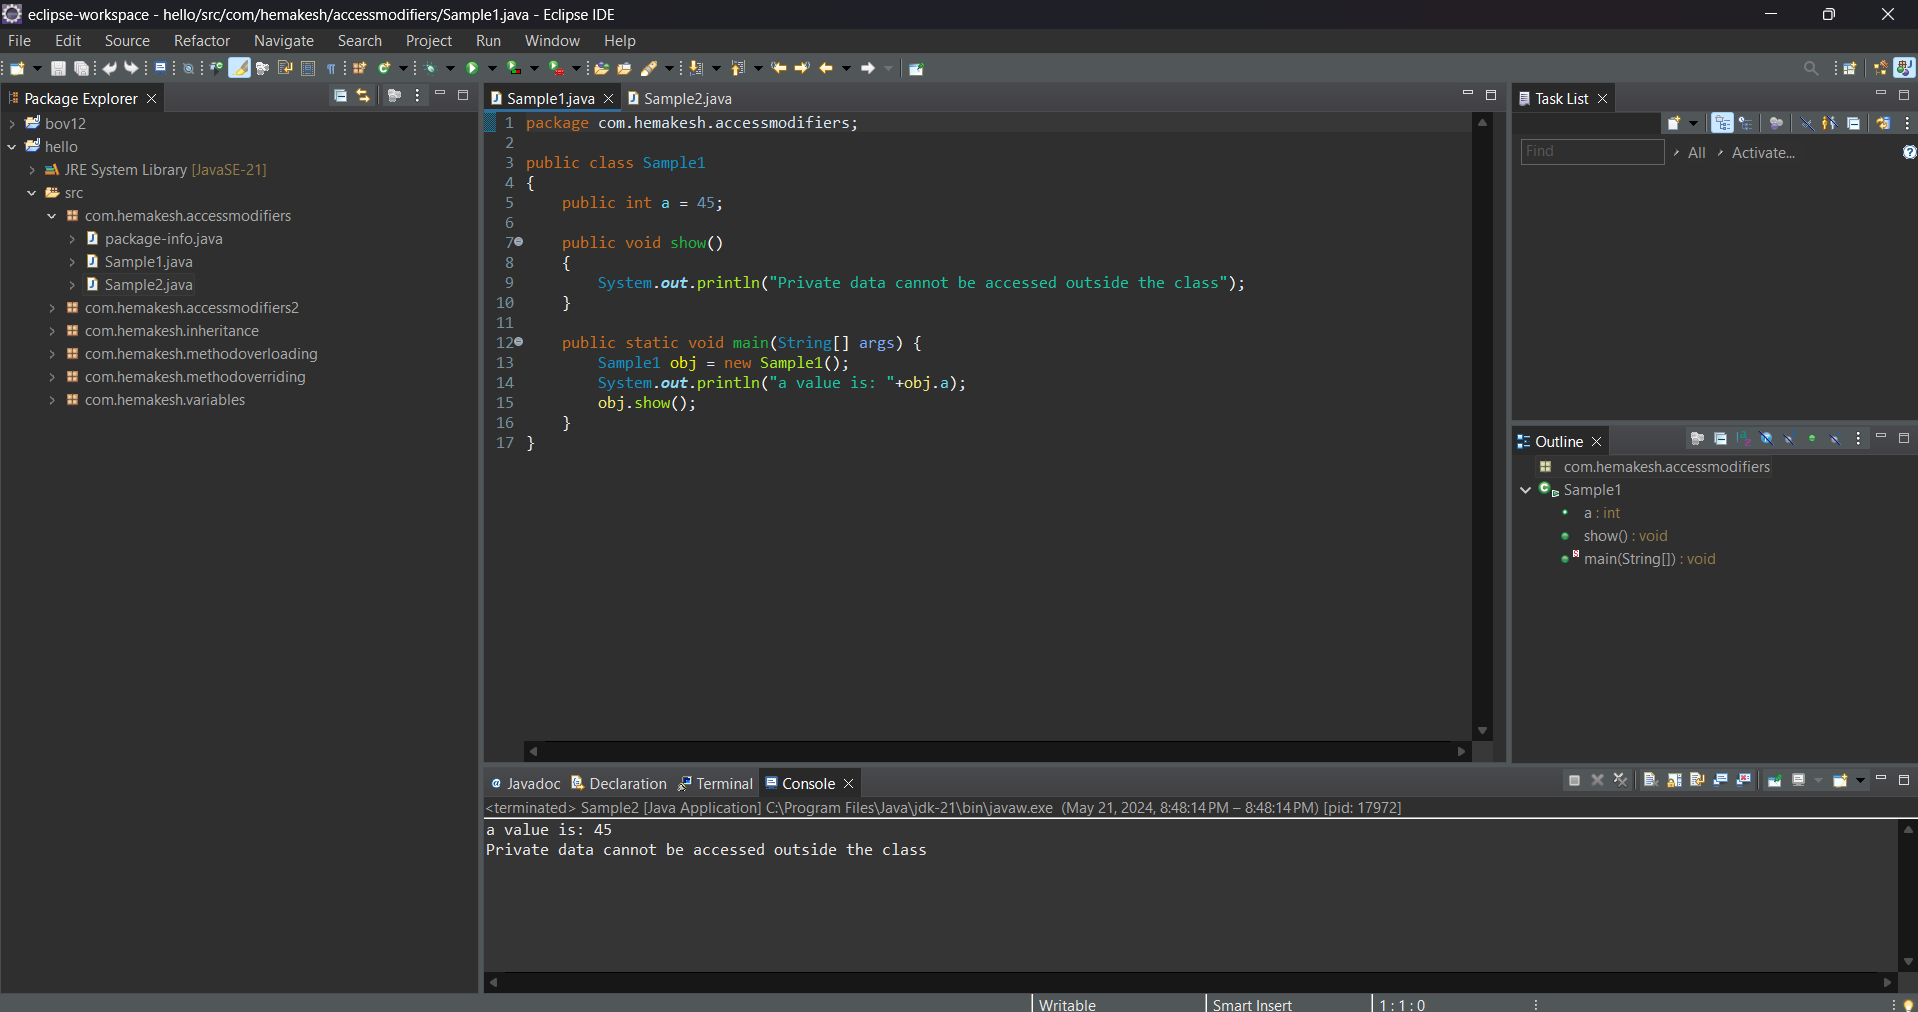 eclipse-workspace - hello/src/com/hemakesh/accessmodifiers/Sample1.java - Eclipse IDE
File Edit Source Refactor Navigate Search Project Run Window Help
Package Explorer
bov12
hello
JRE System Library [JavaSE-21]
src
com.hemakesh.accessmodifiers
package-info.java
Sample1.java
Sample2.java
com.hemakesh.accessmodifiers2
com.hemakesh.inheritance
com.hemakesh.methodoverloading
com.hemakesh.methodoverriding
com.hemakesh.variables
Sample1.java Sample2.java
1 package com.hemakesh.accessmodifiers;
2
3 public class Sample1
4 {
5 public int a = 45;
6
7 public void show()
8 {
9 System.out.println("Private data cannot be accessed outside the class");
10 }
11
12 public static void main(String[] args) {
13 Sample1 obj = new Sample1();
14 System.out.println("a value is: "+obj.a);
15 obj.show();
16 }
17 }
Task List
Find All Activate...
Outline
com.hemakesh.accessmodifiers
Sample1
a : int
show() : void
main(String[]) : void
@ Javadoc Declaration Terminal Console
<terminated> Sample2 [Java Application] C:\Program Files\Java\jdk-21\bin\javaw.exe (May 21, 2024, 8:48:14 PM – 8:48:14 PM) [pid: 17972]
a value is: 45
Private data cannot be accessed outside the class
Writable Smart Insert 1 : 1 : 0